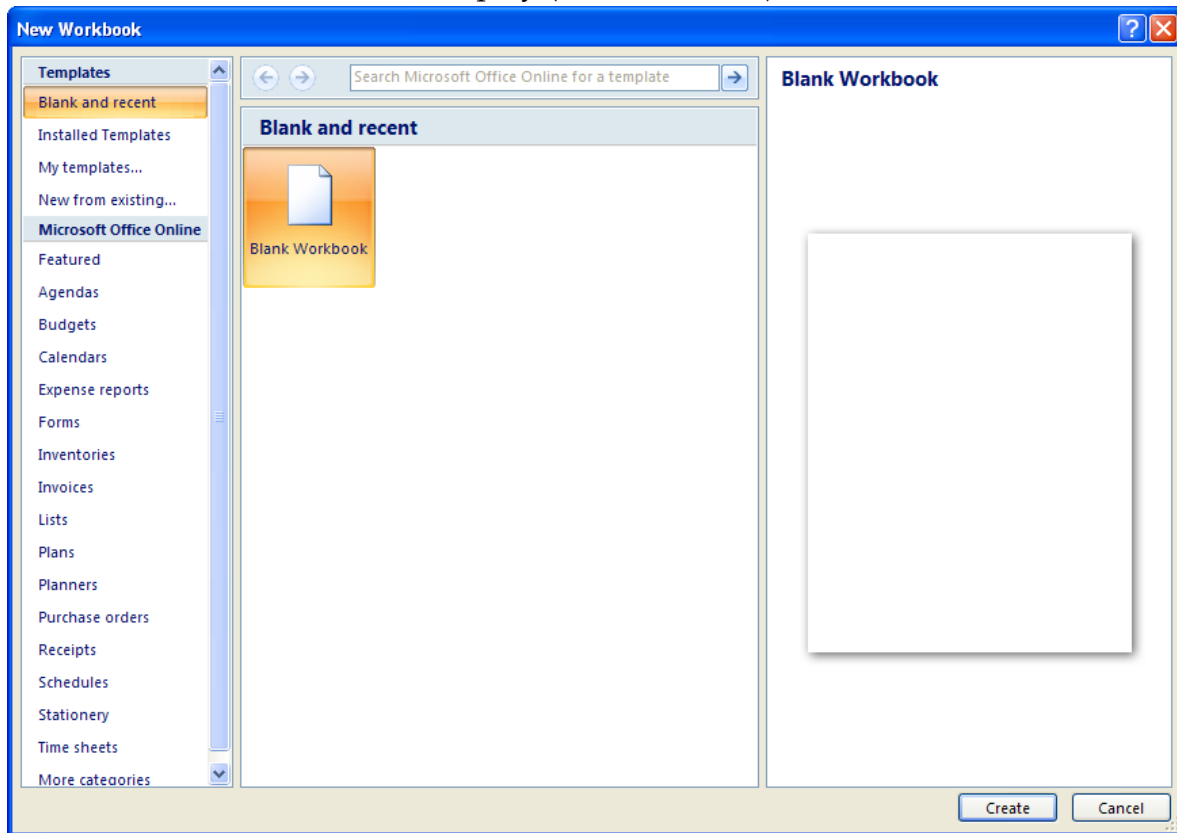 New Workbook
Templates
Blank and recent
Installed Templates
My templates...
New from existing...
Microsoft Office Online
Featured
Agendas
Budgets
Calendars
Expense reports
Forms
Inventories
Invoices
Lists
Plans
Planners
Purchase orders
Receipts
Schedules
Stationery
Time sheets
More categories
Search Microsoft Office Online for a template
Blank and recent
Blank Workbook
Blank Workbook
Create
Cancel